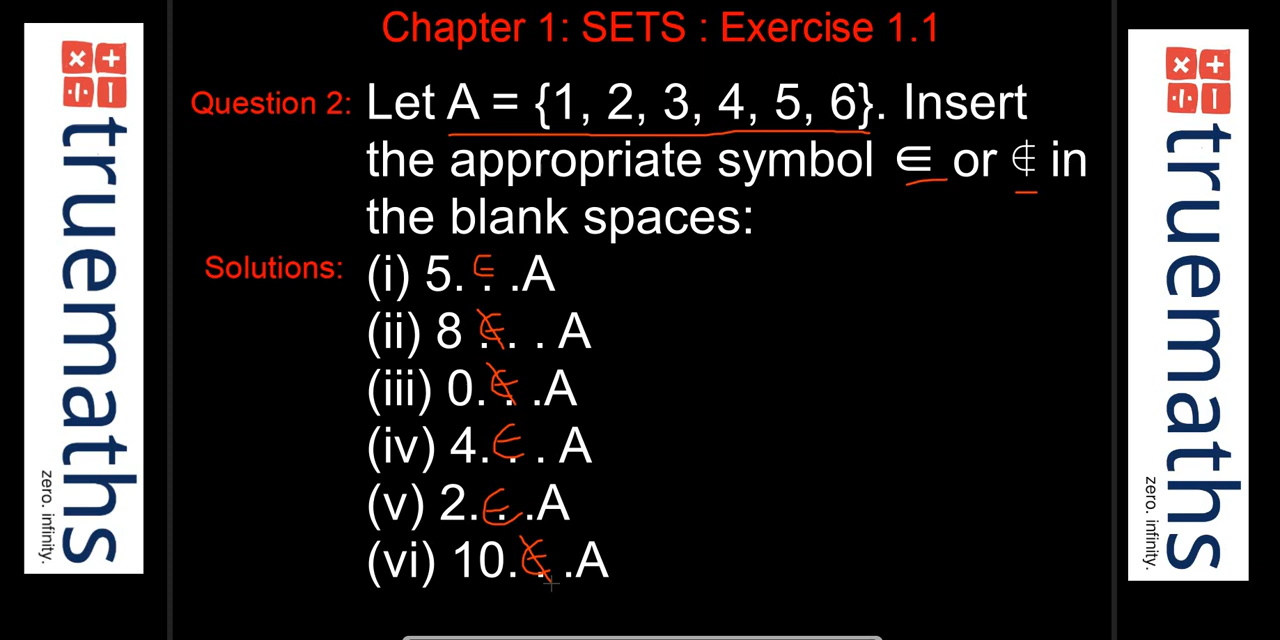 Chapter 1: SETS : Exercise 1.1
Question 2: Let A = {1, 2, 3, 4, 5, 6}. Insert
the appropriate symbol ∈ or ∉ in
the blank spaces:
Solutions: (i) 5. ∈ . .A
(ii) 8 ∉ . . . A
(iii) 0. ∉ . .A
(iv) 4. ∈ . . A
(v) 2. ∈ . .A
(vi) 10. ∉ . .A
truemaths
zero. infinity.
truemaths
zero. infinity.